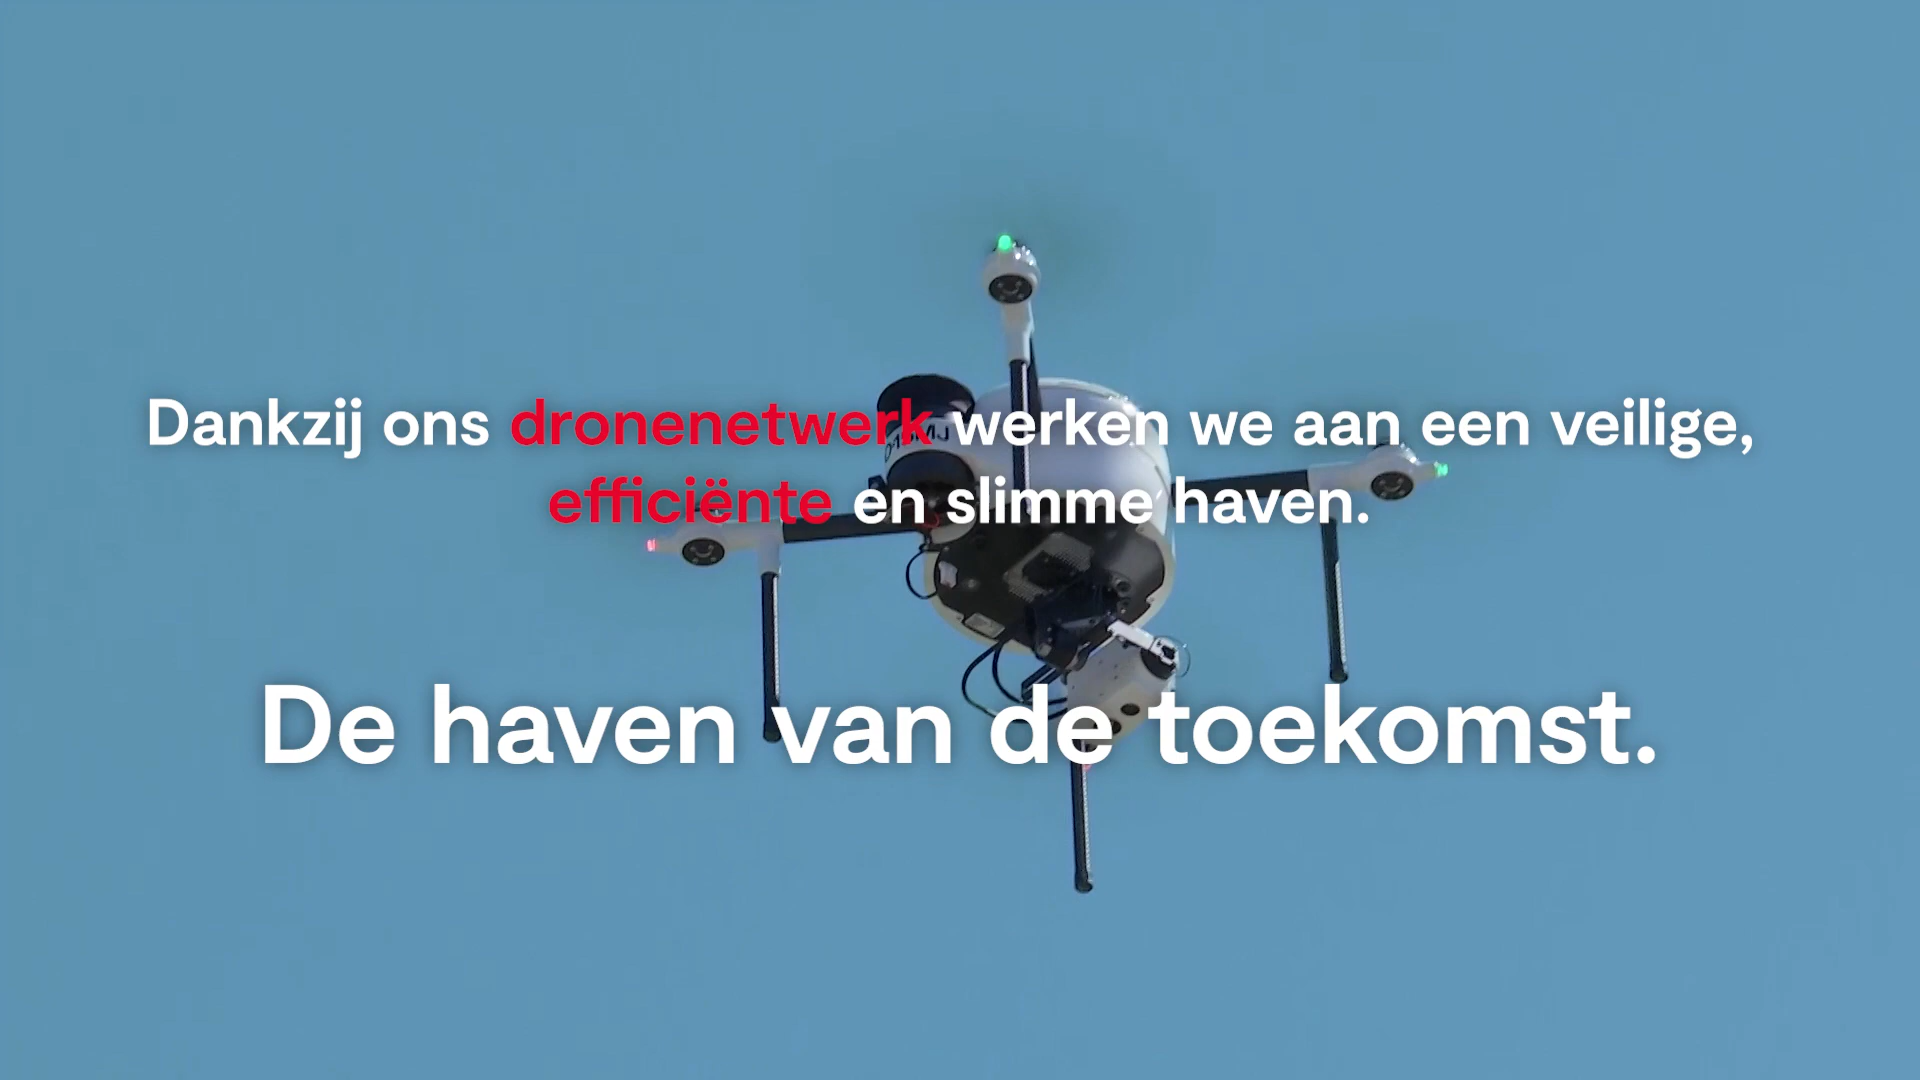 Dankzij ons dronenetwerk werken we aan een veilige,
efficiënte en slimme haven.
De haven van de toekomst.